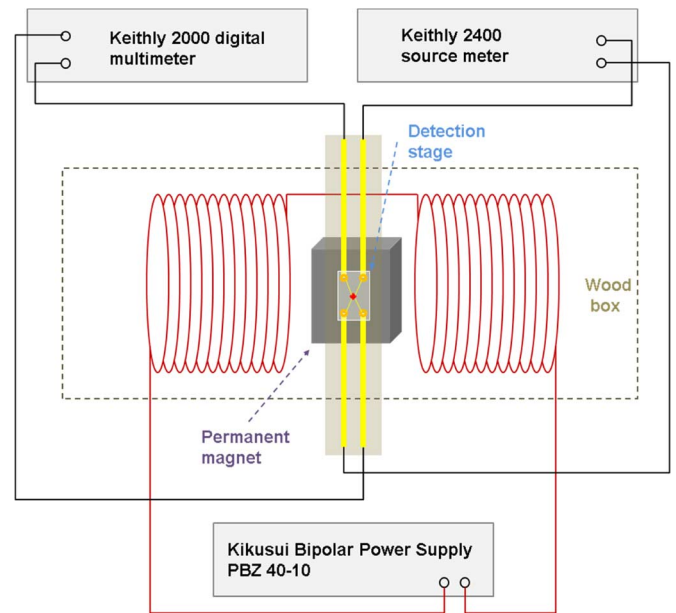 Keithly 2000 digital
multimeter
Keithly 2400
source meter
Detection
stage
Wood
box
Permanent
magnet
Kikusui Bipolar Power Supply
PBZ 40-10